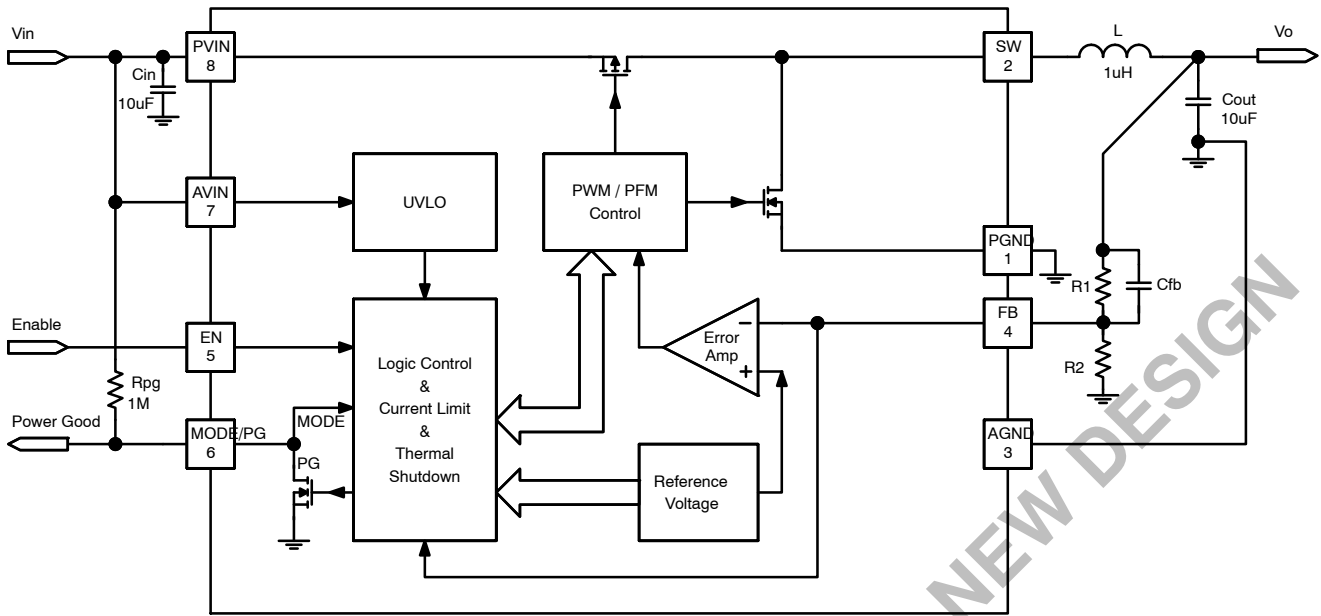 Vin
PVIN
8
Cin
10uF
SW
2
L
1uH
Vo
Cout
10uF
AVIN
7
UVLO
PWM / PFM
Control
PGND
1
R1
Cfb
Enable
EN
5
Logic Control
&
Current Limit
&
Thermal
Shutdown
Error
Amp
−
+
FB
4
R2
Rpg
1M
Power Good
MODE/PG
6
MODE
PG
Reference
Voltage
AGND
3
NEW DESIGN